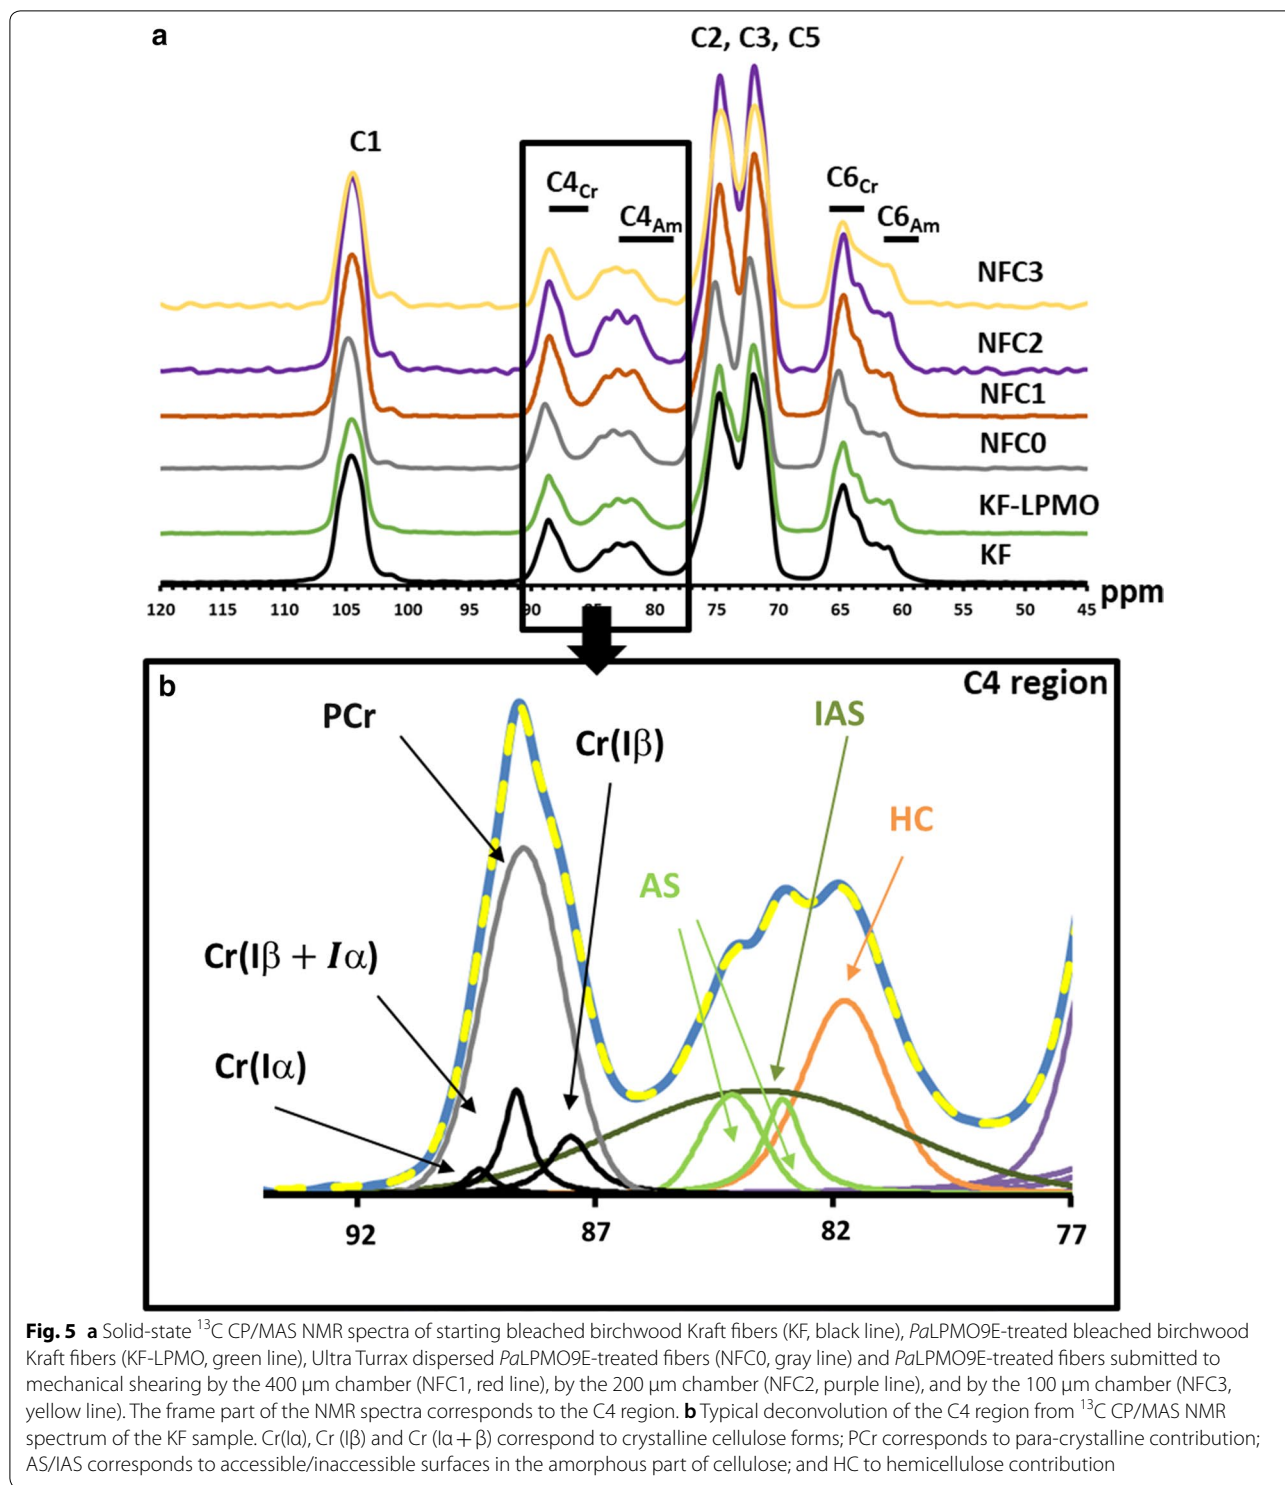 a
C2, C3, C5
C1
C4Cr
C4Am
C6Cr
C6Am
NFC3
NFC2
NFC1
NFC0
KF-LPMO
KF
120 115 110 105 100 95 90 85 80 75 70 65 60 55 50 45 ppm
b
C4 region
PCr
IAS
Cr(Iβ)
HC
AS
Cr(Iβ + Iα)
Cr(Iα)
92 87 82 77
Fig. 5 a Solid-state 13C CP/MAS NMR spectra of starting bleached birchwood Kraft fibers (KF, black line), PaLPMO9E-treated bleached birchwood
Kraft fibers (KF-LPMO, green line), Ultra Turrax dispersed PaLPMO9E-treated fibers (NFC0, gray line) and PaLPMO9E-treated fibers submitted to
mechanical shearing by the 400 μm chamber (NFC1, red line), by the 200 μm chamber (NFC2, purple line), and by the 100 μm chamber (NFC3,
yellow line). The frame part of the NMR spectra corresponds to the C4 region. b Typical deconvolution of the C4 region from 13C CP/MAS NMR
spectrum of the KF sample. Cr(Iα), Cr (Iβ) and Cr (Iα + β) correspond to crystalline cellulose forms; PCr corresponds to para-crystalline contribution;
AS/IAS corresponds to accessible/inaccessible surfaces in the amorphous part of cellulose; and HC to hemicellulose contribution